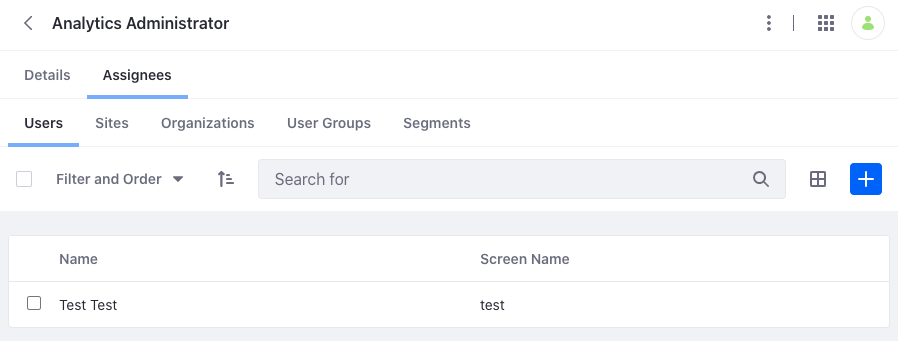 Analytics Administrator
Details Assignees
Users Sites Organizations User Groups Segments
Filter and Order Search for
Name Screen Name
Test Test test